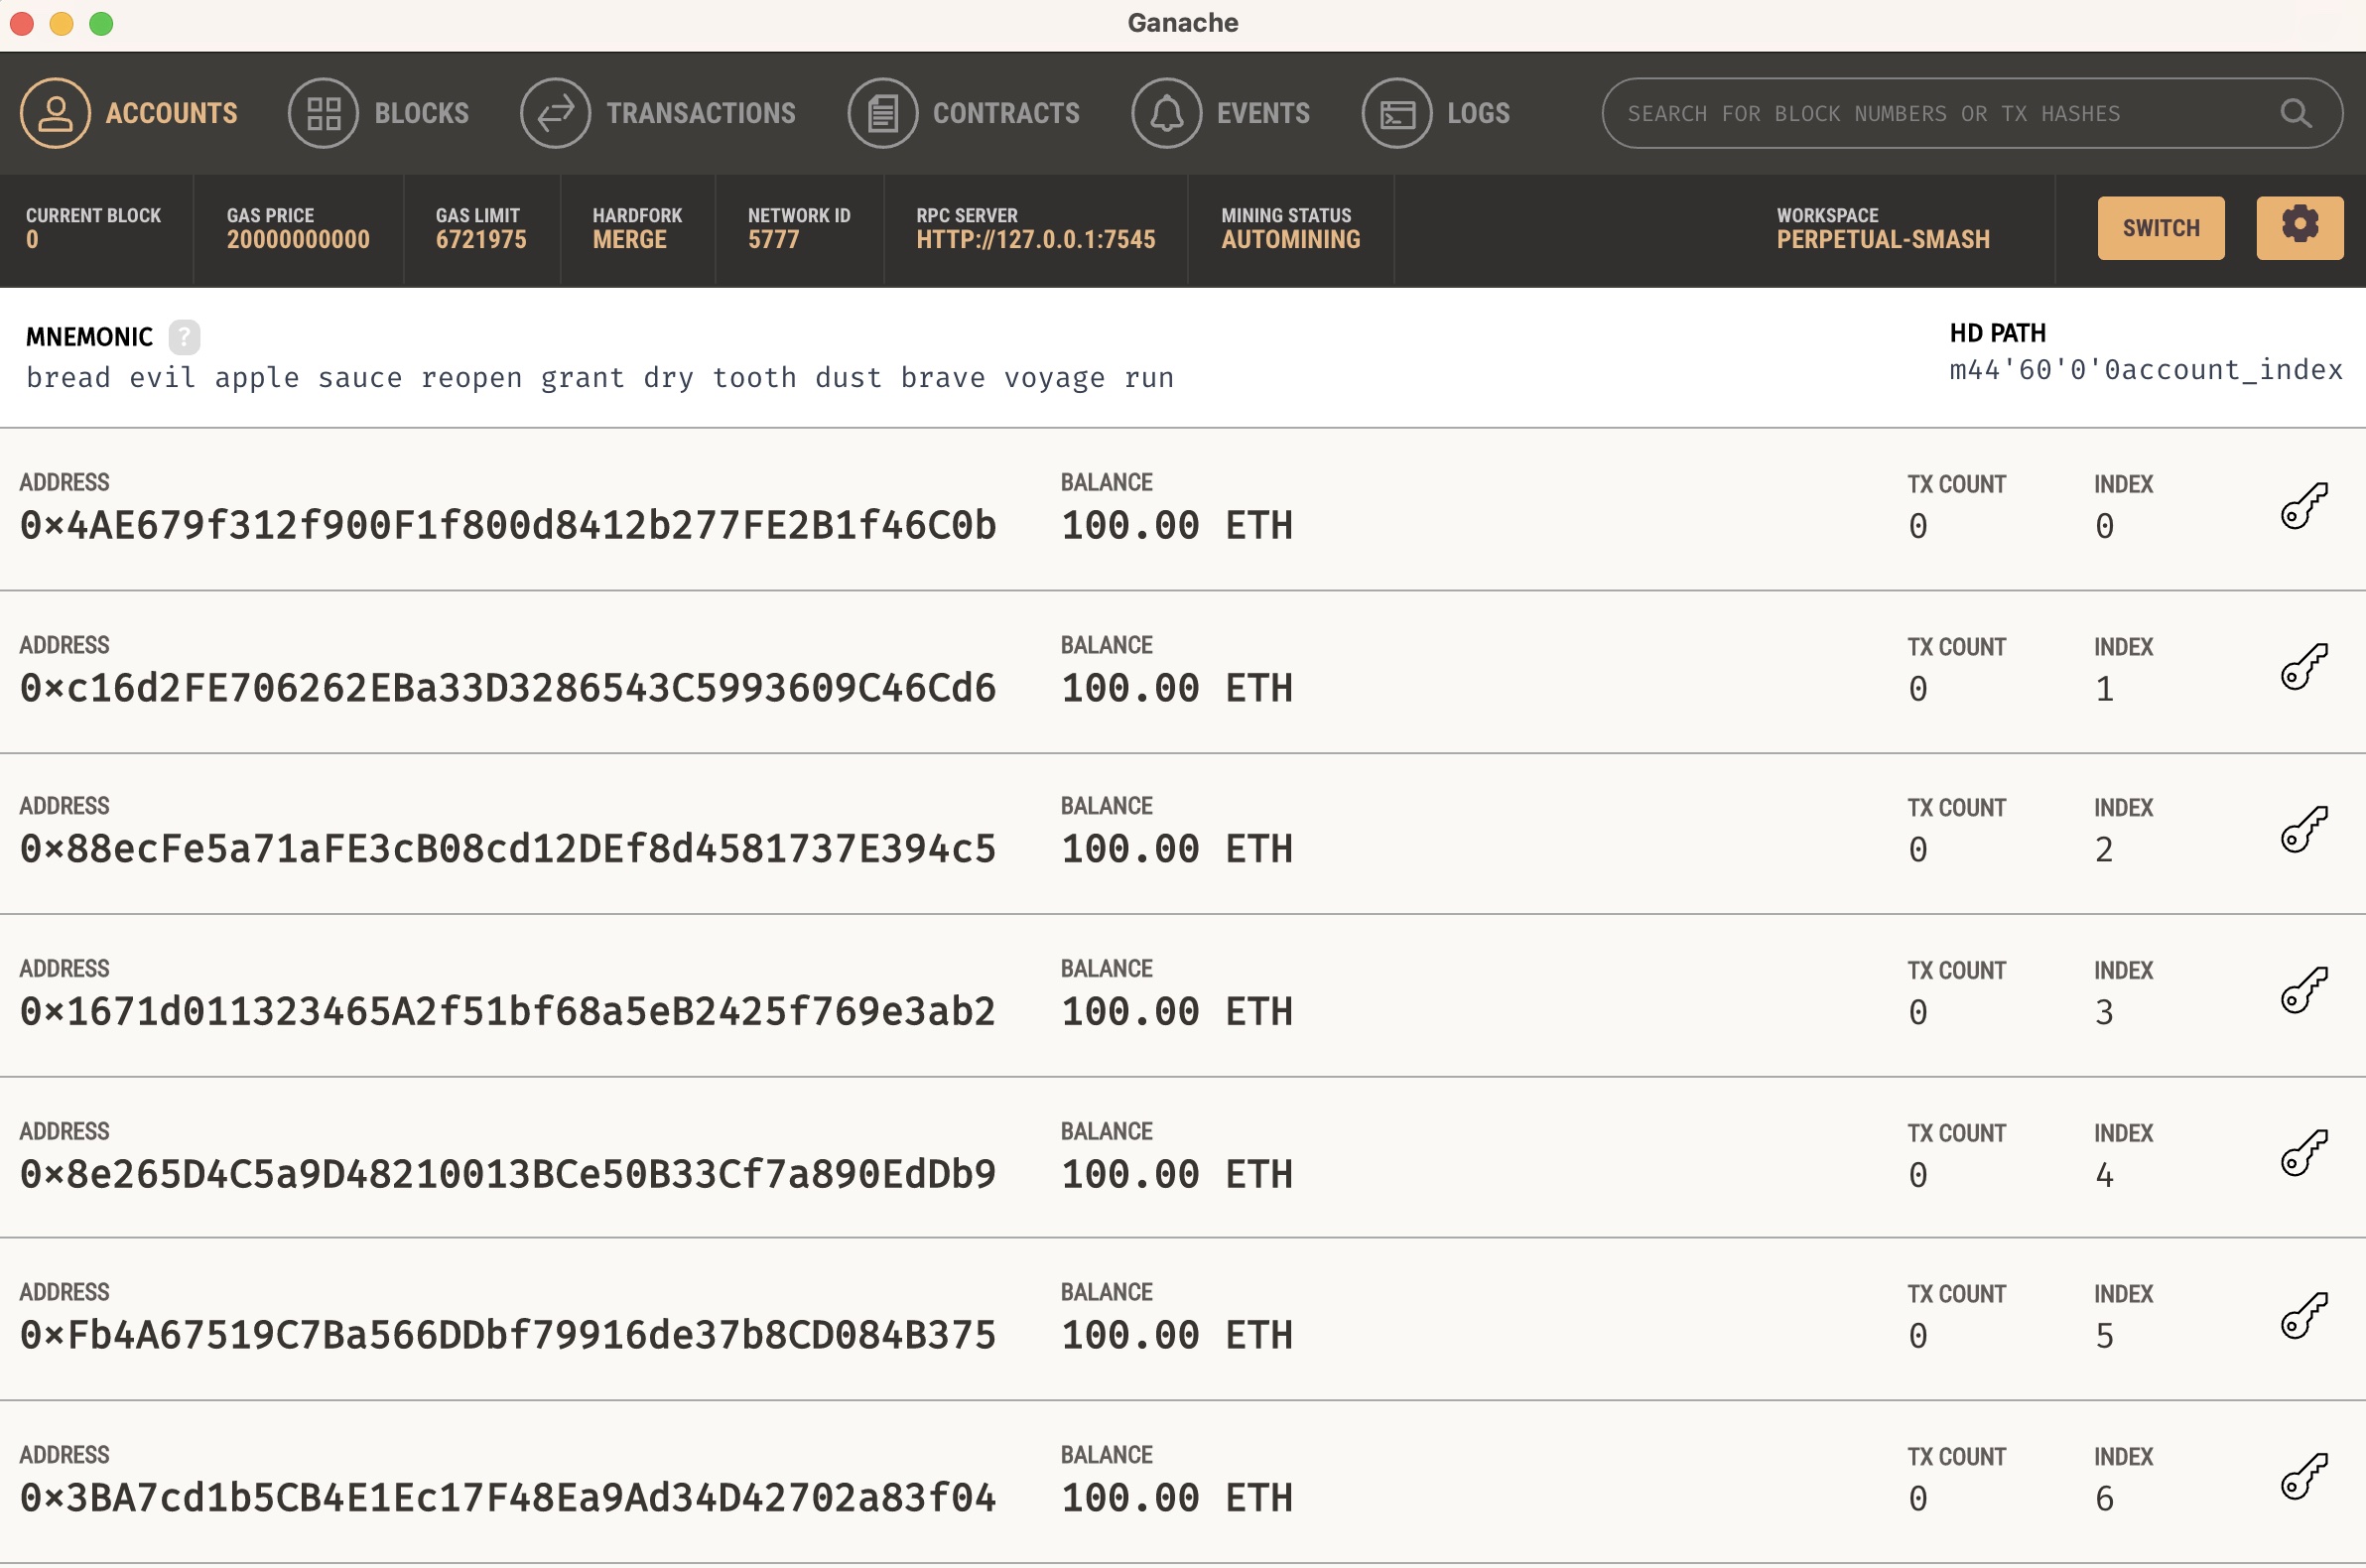 Ganache
ACCOUNTS BLOCKS TRANSACTIONS CONTRACTS EVENTS LOGS SEARCH FOR BLOCK NUMBERS OR TX HASHES
CURRENT BLOCK GAS PRICE GAS LIMIT HARDFORK NETWORK ID RPC SERVER MINING STATUS WORKSPACE
0 20000000000 6721975 MERGE 5777 HTTP://127.0.0.1:7545 AUTOMINING PERPETUAL-SMASH SWITCH
MNEMONIC ? HD PATH
bread evil apple sauce reopen grant dry tooth dust brave voyage run m44'60'0'0account_index
ADDRESS BALANCE TX COUNT INDEX
0×4AE679f312f900F1f800d8412b277FE2B1f46C0b 100.00 ETH 0 0
ADDRESS BALANCE TX COUNT INDEX
0×c16d2FE706262EBa33D3286543C5993609C46Cd6 100.00 ETH 0 1
ADDRESS BALANCE TX COUNT INDEX
0×88ecFe5a71aFE3cB08cd12DEf8d4581737E394c5 100.00 ETH 0 2
ADDRESS BALANCE TX COUNT INDEX
0×1671d011323465A2f51bf68a5eB2425f769e3ab2 100.00 ETH 0 3
ADDRESS BALANCE TX COUNT INDEX
0×8e265D4C5a9D48210013BCe50B33Cf7a890EdDb9 100.00 ETH 0 4
ADDRESS BALANCE TX COUNT INDEX
0×Fb4A67519C7Ba566DDbf79916de37b8CD084B375 100.00 ETH 0 5
ADDRESS BALANCE TX COUNT INDEX
0×3BA7cd1b5CB4E1Ec17F48Ea9Ad34D42702a83f04 100.00 ETH 0 6